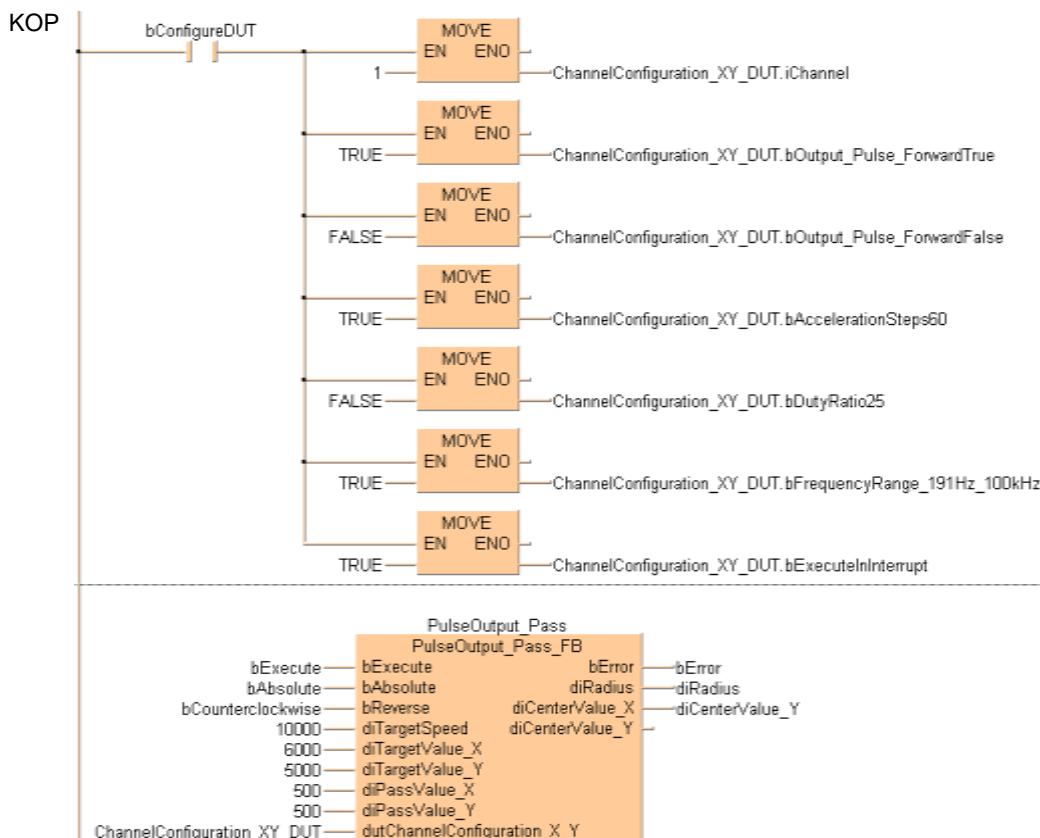 KOP
bConfigureDUT
MOVE
EN ENO
1 ChannelConfiguration_XY_DUT.iChannel
MOVE
EN ENO
TRUE ChannelConfiguration_XY_DUT.bOutput_Pulse_ForwardTrue
MOVE
EN ENO
FALSE ChannelConfiguration_XY_DUT.bOutput_Pulse_ForwardFalse
MOVE
EN ENO
TRUE ChannelConfiguration_XY_DUT.bAccelerationSteps60
MOVE
EN ENO
FALSE ChannelConfiguration_XY_DUT.bDutyRatio25
MOVE
EN ENO
TRUE ChannelConfiguration_XY_DUT.bFrequencyRange_191Hz_100kHz
MOVE
EN ENO
TRUE ChannelConfiguration_XY_DUT.bExecuteInInterrupt
PulseOutput_Pass
PulseOutput_Pass_FB
bExecute bExecute bError bError
bAbsolute bAbsolute diRadius diRadius
bCounterclockwise bReverse diCenterValue_X diCenterValue_Y
10000 diTargetSpeed diCenterValue_Y
6000 diTargetValue_X
5000 diTargetValue_Y
500 diPassValue_X
500 diPassValue_Y
ChannelConfiguration_XY_DUT dutChannelConfiguration_X_Y